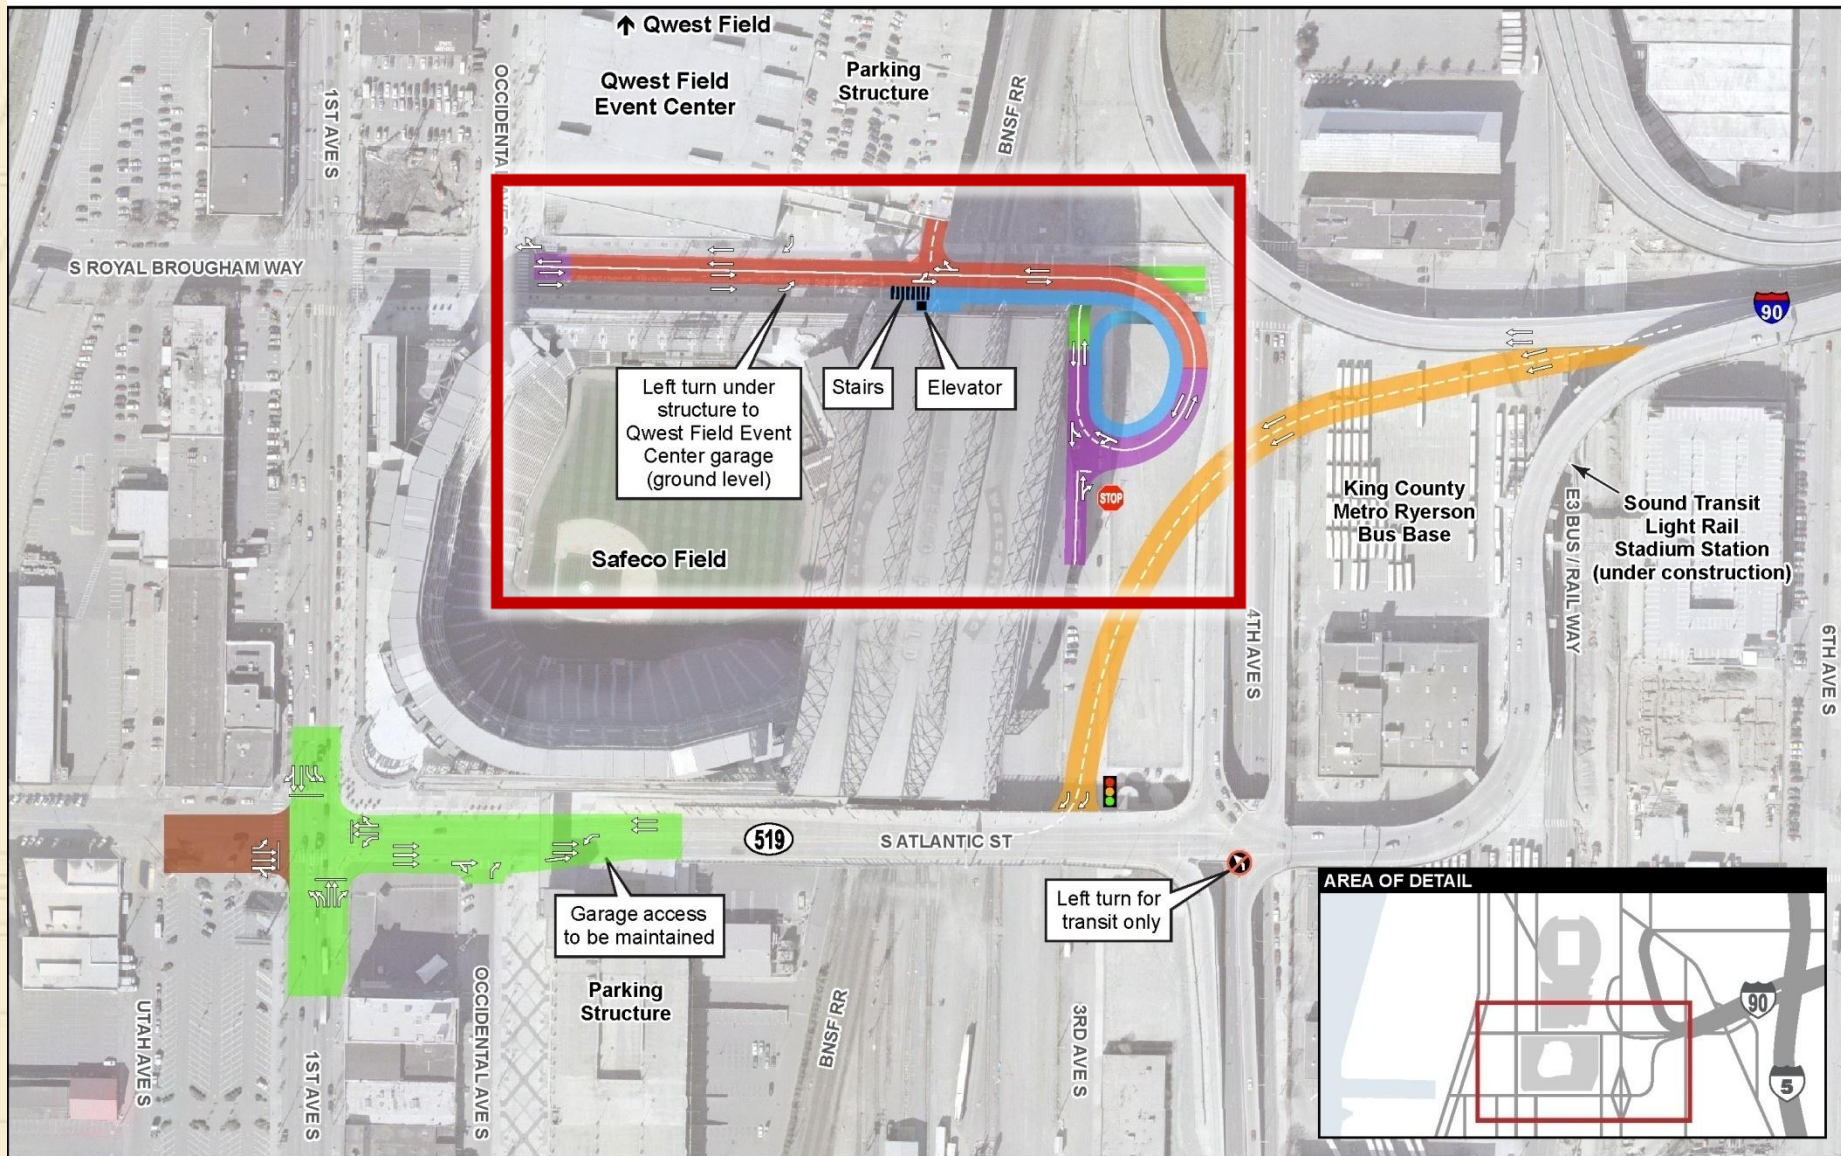 ↑ Qwest Field
Qwest Field
Event Center
Parking
Structure
BNSF RR
1ST AVE S
OCCIDENTAL AVE S
S ROYAL BROUGHAM WAY
90
Left turn under
structure to
Qwest Field Event
Center garage
(ground level)
Stairs
Elevator
STOP
King County
Metro Ryerson
Bus Base
Sound Transit
Light Rail
Stadium Station
(under construction)
E3 BUS / RAIL WAY
Safeco Field
4TH AVE S
6TH AVE S
519
S ATLANTIC ST
Garage access
to be maintained
Left turn for
transit only
Parking
Structure
UTAH AVE S
1ST AVE S
OCCIDENTAL AVE S
BNSF RR
3RD AVE S
AREA OF DETAIL
90
5